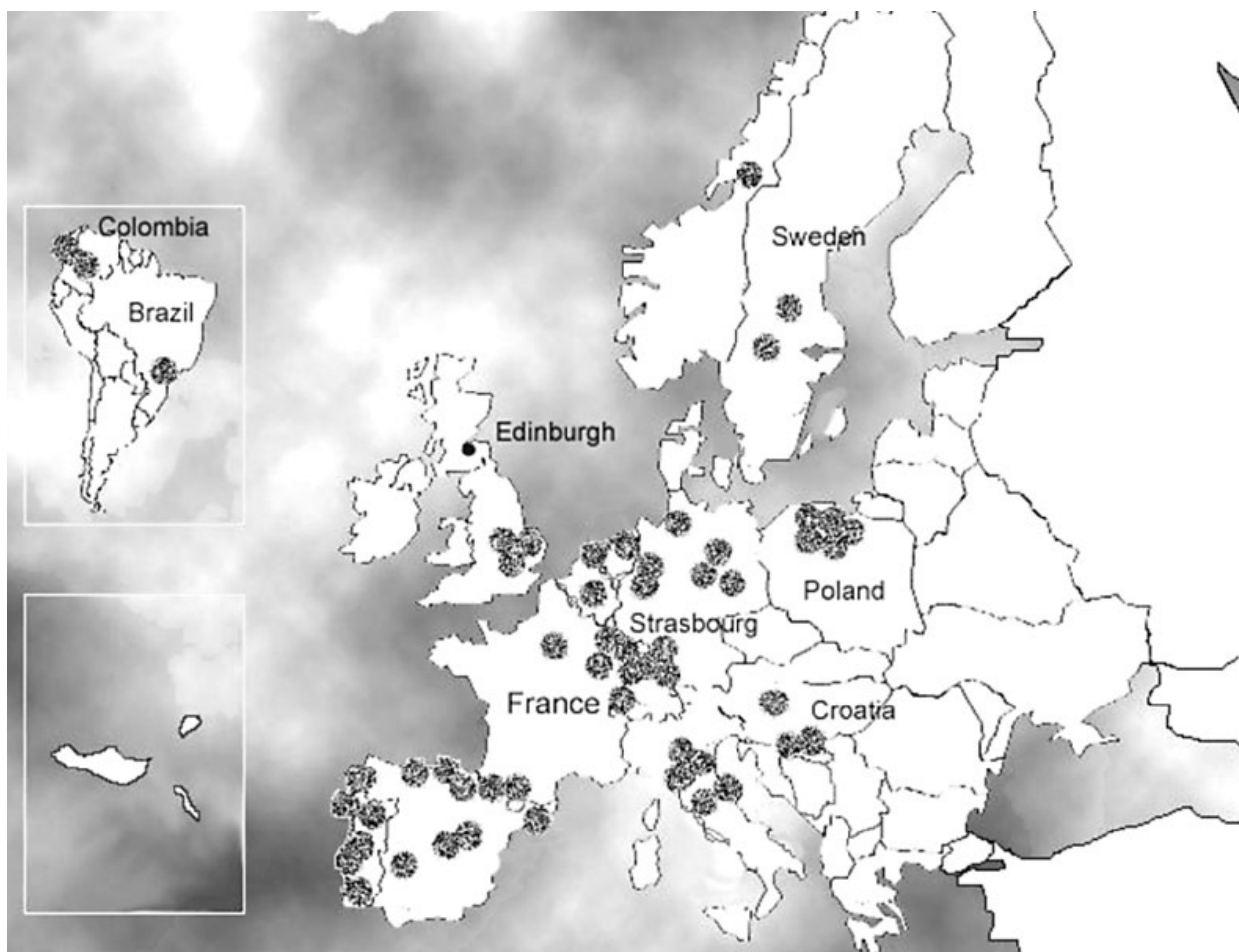 Colombia
Sweden
Brazil
Edinburgh
Poland
Strasbourg
France
Croatia